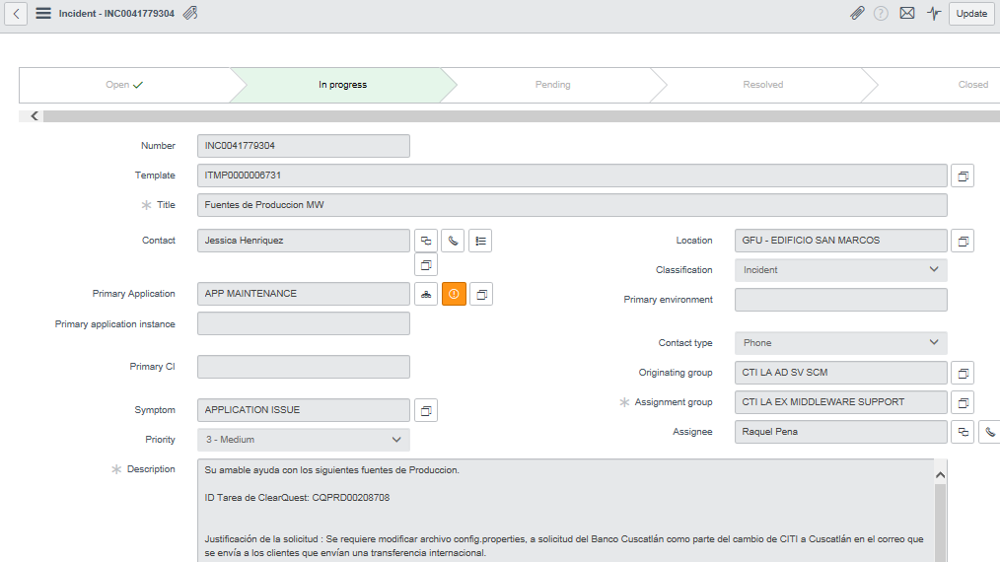 Incident - INC0041779304
Update
Open
In progress
Pending
Resolved
Closed
Number
INC0041779304
Template
ITMP0000006731
Title
Fuentes de Produccion MW
Contact
Jessica Henriquez
Location
GFU - EDIFICIO SAN MARCOS
Classification
Incident
Primary Application
APP MAINTENANCE
Primary environment
Primary application instance
Contact type
Phone
Primary CI
Originating group
CTI LA AD SV SCM
Symptom
APPLICATION ISSUE
Assignment group
CTI LA EX MIDDLEWARE SUPPORT
Priority
3 - Medium
Assignee
Raquel Pena
Description
Su amable ayuda con los siguientes fuentes de Produccion.
ID Tarea de ClearQuest: CQPRD00208708
Justificación de la solicitud : Se requiere modificar archivo config.properties, a solicitud del Banco Cuscatlán como parte del cambio de CITI a Cuscatlán en el correo que
se envía a los clientes que envían una transferencia internacional.